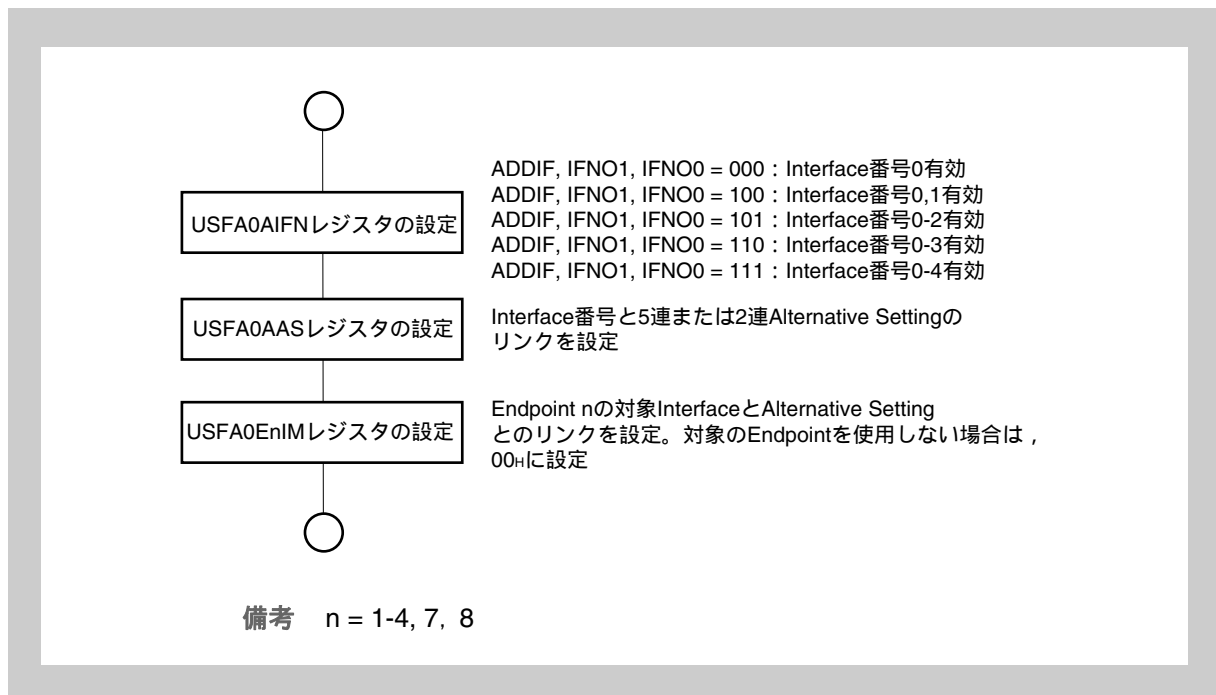 USFA0AIFNレジスタの設定
ADDIF, IFNO1, IFNO0 = 000：Interface番号0有効
ADDIF, IFNO1, IFNO0 = 100：Interface番号0,1有効
ADDIF, IFNO1, IFNO0 = 101：Interface番号0-2有効
ADDIF, IFNO1, IFNO0 = 110：Interface番号0-3有効
ADDIF, IFNO1, IFNO0 = 111：Interface番号0-4有効
USFA0AASレジスタの設定
Interface番号と5連または2連Alternative Settingの
リンクを設定
USFA0EnIMレジスタの設定
Endpoint nの対象InterfaceとAlternative Setting
とのリンクを設定。対象のEndpointを使用しない場合は，
00Hに設定
備考 n = 1-4, 7, 8